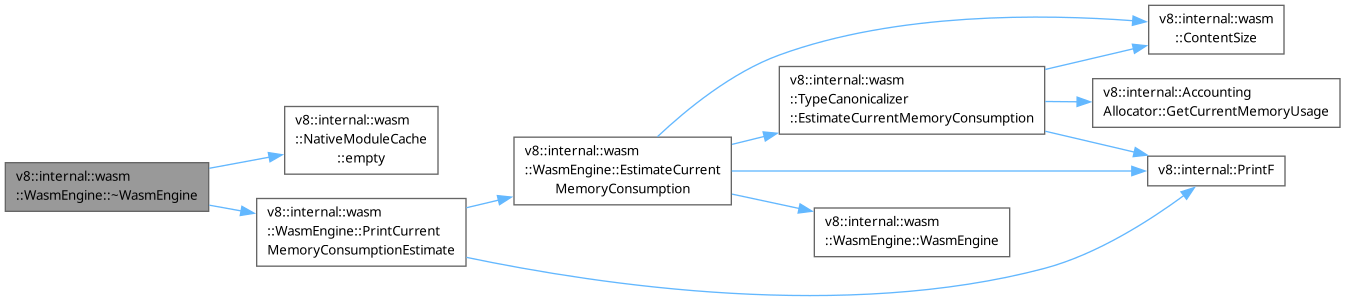 v8::internal::wasm
::WasmEngine::~WasmEngine
v8::internal::wasm
::NativeModuleCache
::empty
v8::internal::wasm
::WasmEngine::PrintCurrent
MemoryConsumptionEstimate
v8::internal::wasm
::WasmEngine::EstimateCurrent
MemoryConsumption
v8::internal::wasm
::TypeCanonicalizer
::EstimateCurrentMemoryConsumption
v8::internal::wasm
::WasmEngine::WasmEngine
v8::internal::wasm
::ContentSize
v8::internal::Accounting
Allocator::GetCurrentMemoryUsage
v8::internal::PrintF